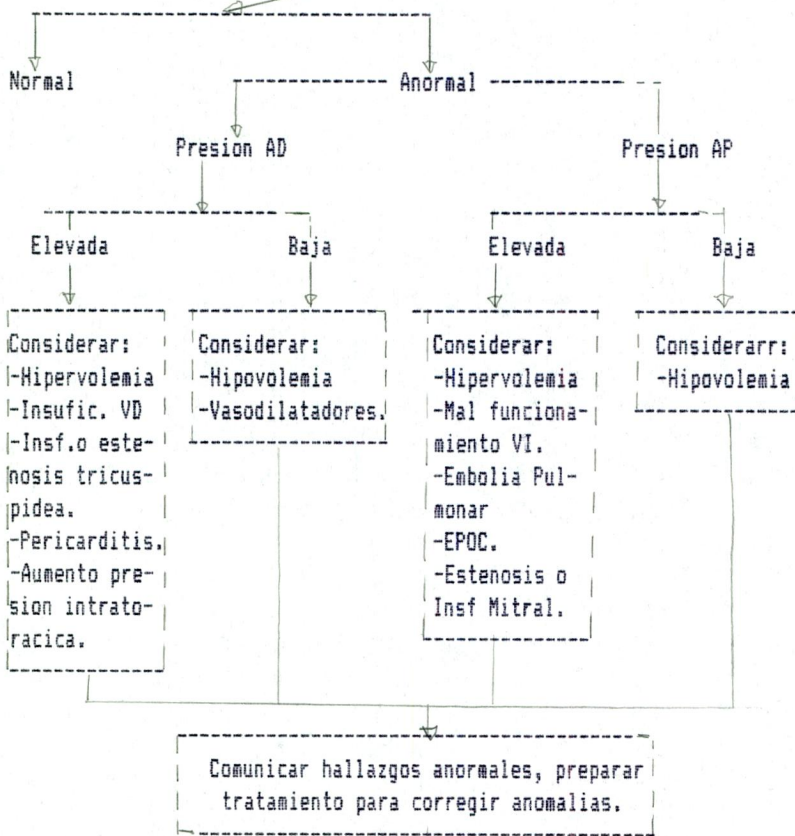 Normal
Anormal
Presion AD
Presion AP
Elevada
Baja
Elevada
Baja
Considerar:
-Hipervolemia
-Insufic. VD
-Insf.o este-
nosis tricus-
pidea.
-Pericarditis.
-Aumento pre-
sion intrato-
racica.
Considerar:
-Hipovolemia
-Vasodilatadores.
Considerar:
-Hipervolemia
-Mal funciona-
miento VI.
-Embolia Pul-
monar
-EPOC.
-Estenosis o
Insf Mitral.
Considerarr:
-Hipovolemia
Comunicar hallazgos anormales, preparar
tratamiento para corregir anomalias.